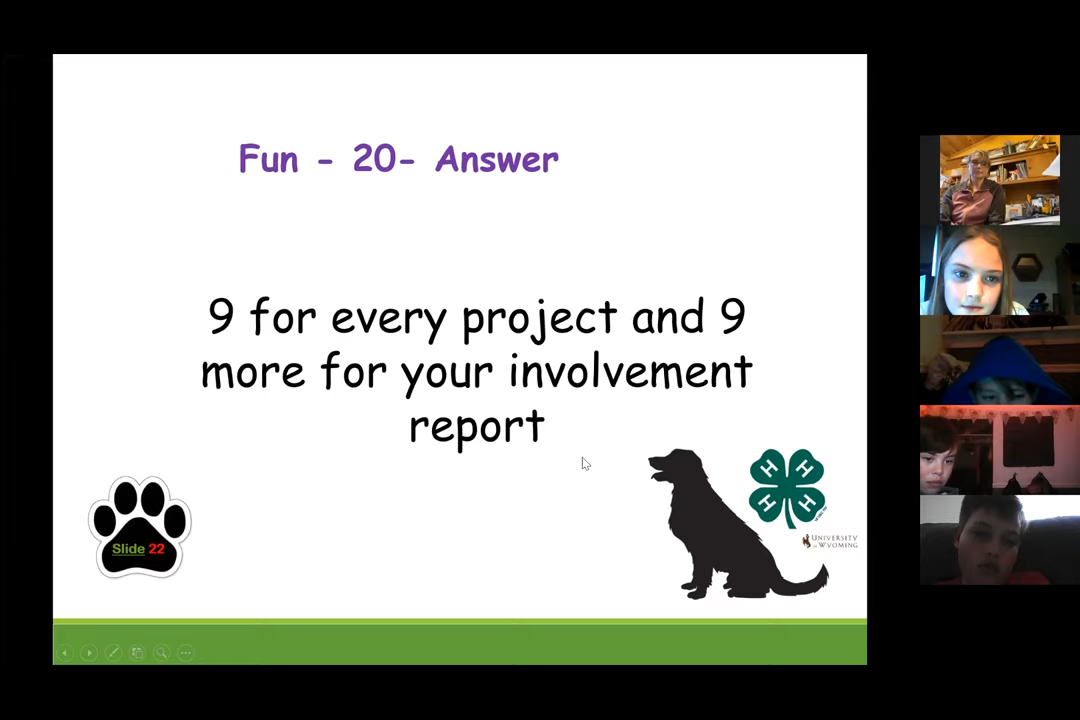 Fun - 20- Answer
9 for every project and 9
more for your involvement
report
Slide 22
H H
H H
UNIVERSITY
OF WYOMING